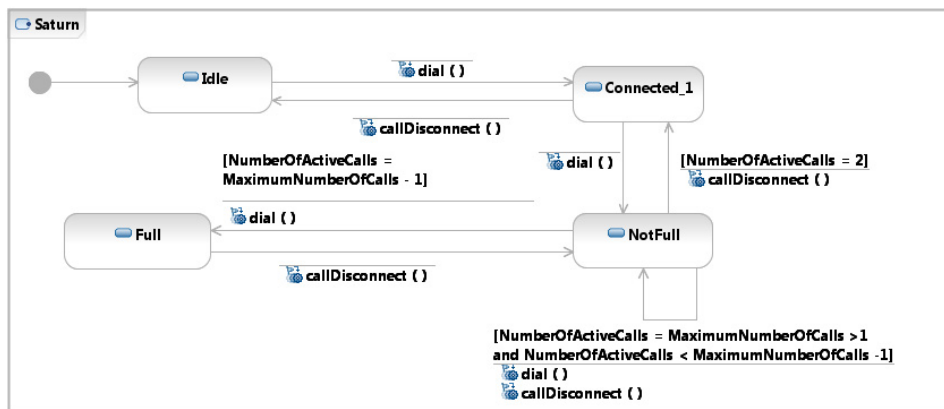 Saturn
Idle
dial ( )
Connected_1
callDisconnect ( )
[NumberOfActiveCalls =
MaximumNumberOfCalls - 1]
dial ( )
[NumberOfActiveCalls = 2]
callDisconnect ( )
dial ( )
Full
NotFull
callDisconnect ( )
[NumberOfActiveCalls = MaximumNumberOfCalls >1
and NumberOfActiveCalls < MaximumNumberOfCalls -1]
dial ( )
callDisconnect ( )